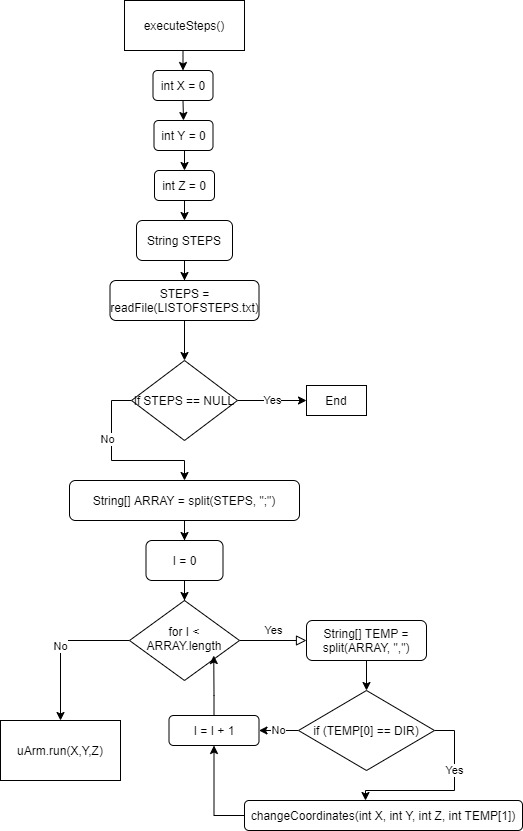 executeSteps()
int X = 0
int Y = 0
int Z = 0
String STEPS
STEPS =
readFile(LISTOFSTEPS.txt)
if STEPS == NULL
Yes
End
No
String[] ARRAY = split(STEPS, ";")
I = 0
for I <
ARRAY.length
Yes
String[] TEMP =
split(ARRAY, ",")
No
if (TEMP[0] == DIR)
No
I = I + 1
uArm.run(X,Y,Z)
Yes
changeCoordinates(int X, int Y, int Z, int TEMP[1])